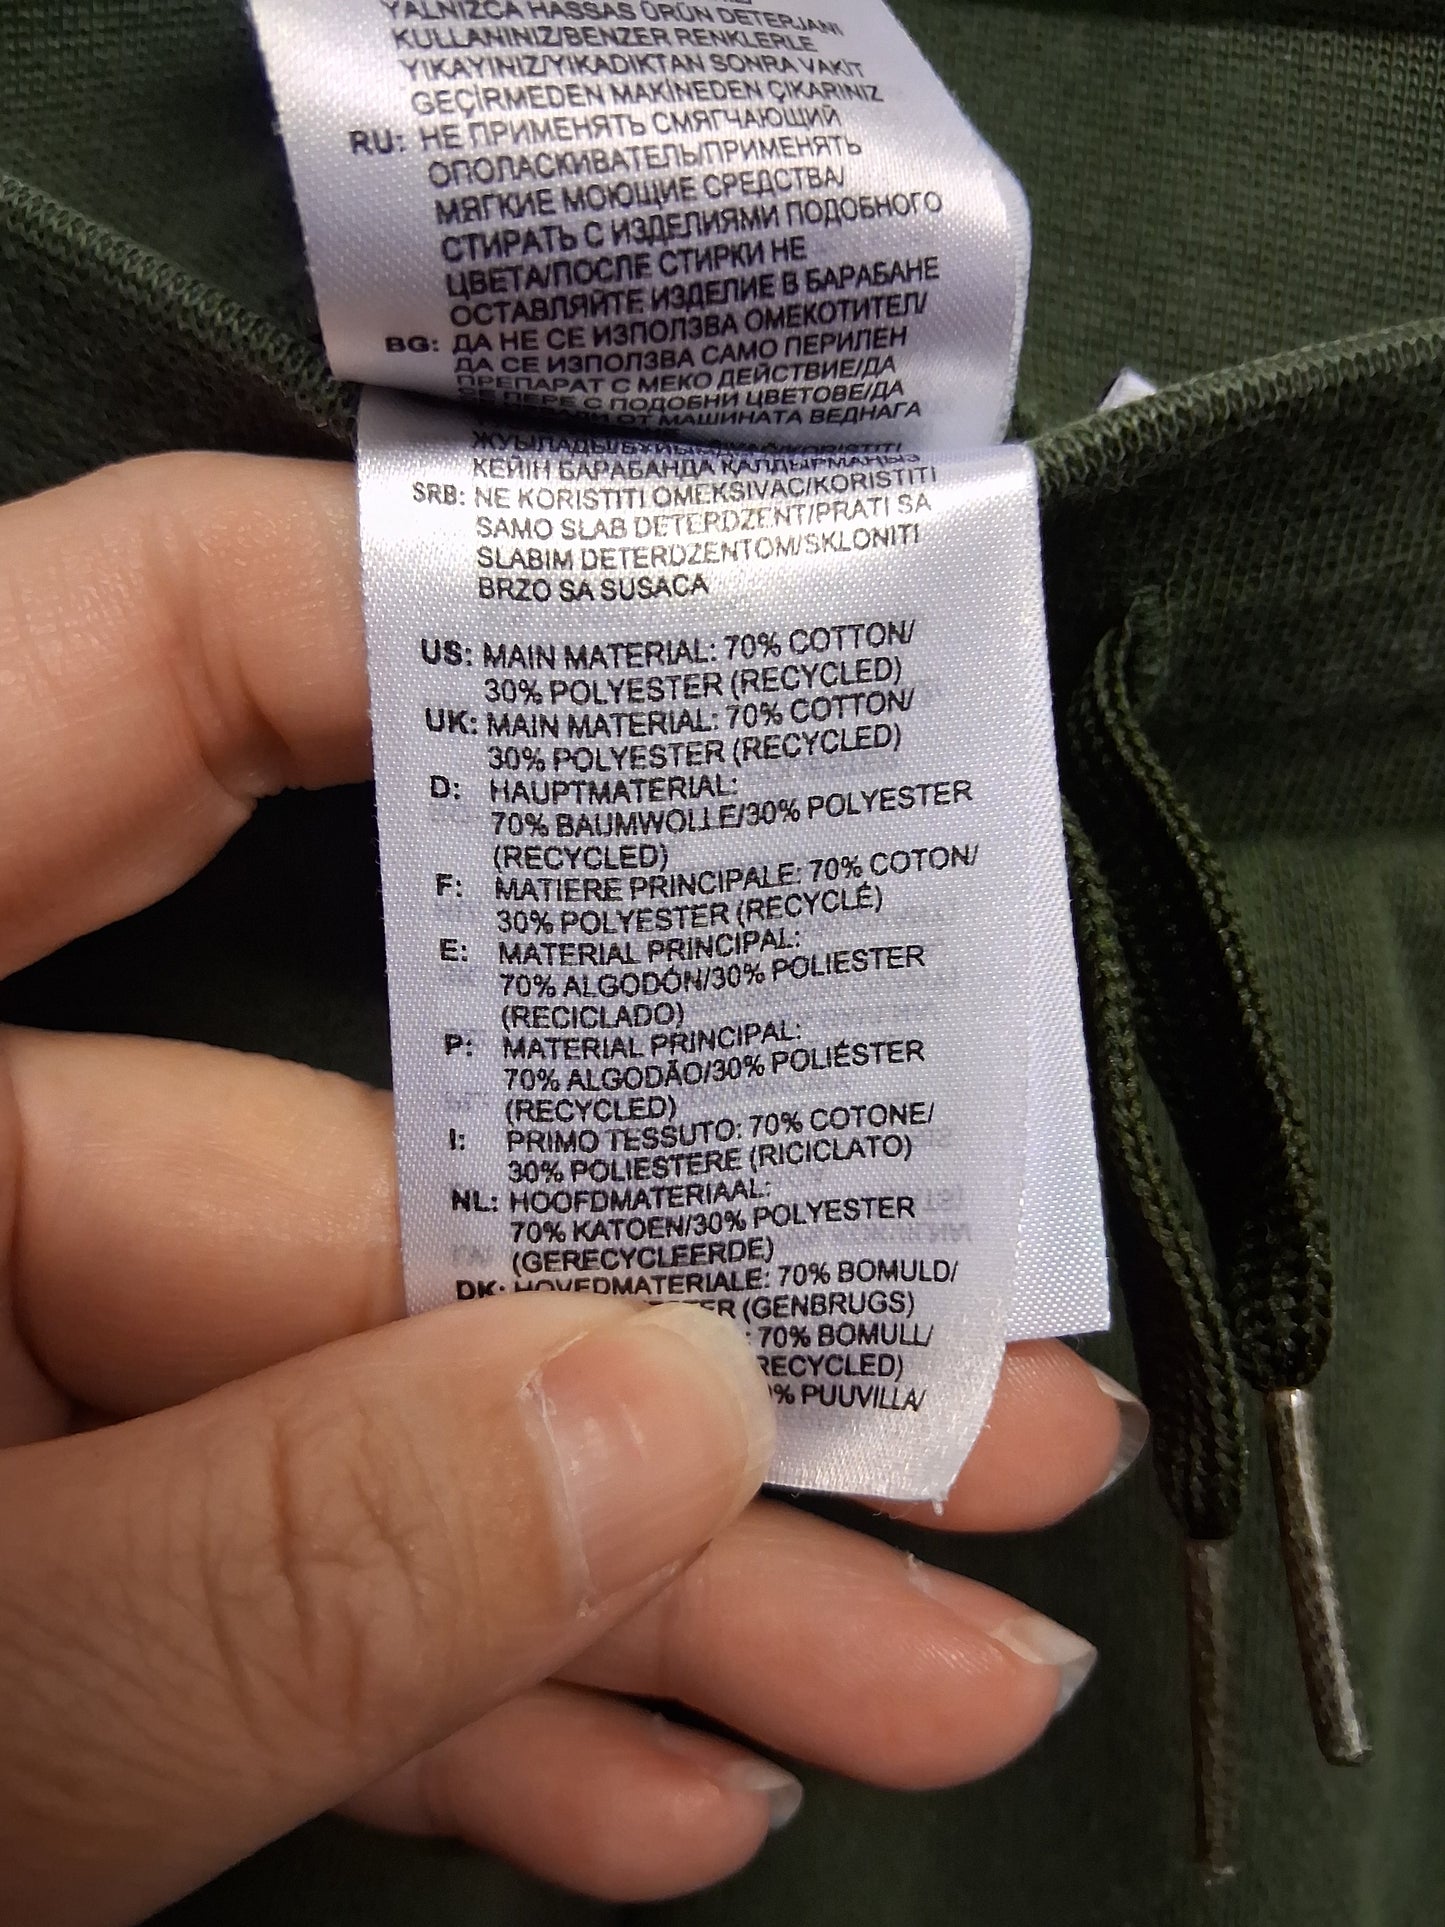 YALNIZCA HASSAS ÜRÜN DETERJANI
KULLANINIZ/BENZER RENKLERLE
YIKAYINIZ/YIKADIKTAN SONRA VAKİT
GEÇİRMEDEN MAKİNEDEN ÇIKARINIZ
RU: НЕ ПРИМЕНЯТЬ СМЯГЧАЮЩИЙ
ОПОЛАСКИВАТЕЛЬ/ПРИМЕНЯТЬ
МЯГКИЕ МОЮЩИЕ СРЕДСТВА/
СТИРАТЬ С ИЗДЕЛИЯМИ ПОДОБНОГО
ЦВЕТА/ПОСЛЕ СТИРКИ НЕ
ОСТАВЛЯЙТЕ ИЗДЕЛИЕ В БАРАБАНЕ
BG: ДА НЕ СЕ ИЗПОЛЗВА ОМЕКОТИТЕЛ/
ДА СЕ ИЗПОЛЗВА САМО ПЕРИЛЕН
ПРЕПАРАТ С МЕКО ДЕЙСТВИЕ/ДА
СЕ ПЕРЕ С ПОДОБНИ ЦВЕТОВЕ/ДА
ОТ МАШИНАТА ВЕДНАГА
КЕЙІН БАРАБАНДА ҚАЛДЫРМАҢЫЗ
SRB: NE KORISTITI OMEKSIVAC/KORISTITI
SAMO SLAB DETERDZENT/PRATI SA
SLABIM DETERDZENTOM/SKLONITI
BRZO SA SUSACA
US: MAIN MATERIAL: 70% COTTON/
30% POLYESTER (RECYCLED)
UK: MAIN MATERIAL: 70% COTTON/
30% POLYESTER (RECYCLED)
D: HAUPTMATERIAL:
70% BAUMWOLLE/30% POLYESTER
(RECYCLED)
F: MATIERE PRINCIPALE: 70% COTON/
30% POLYESTER (RECYCLÉ)
E: MATERIAL PRINCIPAL:
70% ALGODÓN/30% POLIESTER
(RECICLADO)
P: MATERIAL PRINCIPAL:
70% ALGODÃO/30% POLIÉSTER
(RECYCLED)
I: PRIMO TESSUTO: 70% COTONE/
30% POLIESTERE (RICICLATO)
NL: HOOFDMATERIAAL:
70% KATOEN/30% POLYESTER
(GERECYCLEERDE)
DK: HOVEDMATERIALE: 70% BOMULD/
ER (GENBRUGS)
: 70% BOMULL/
RECYCLED)
% PUUVILLA/